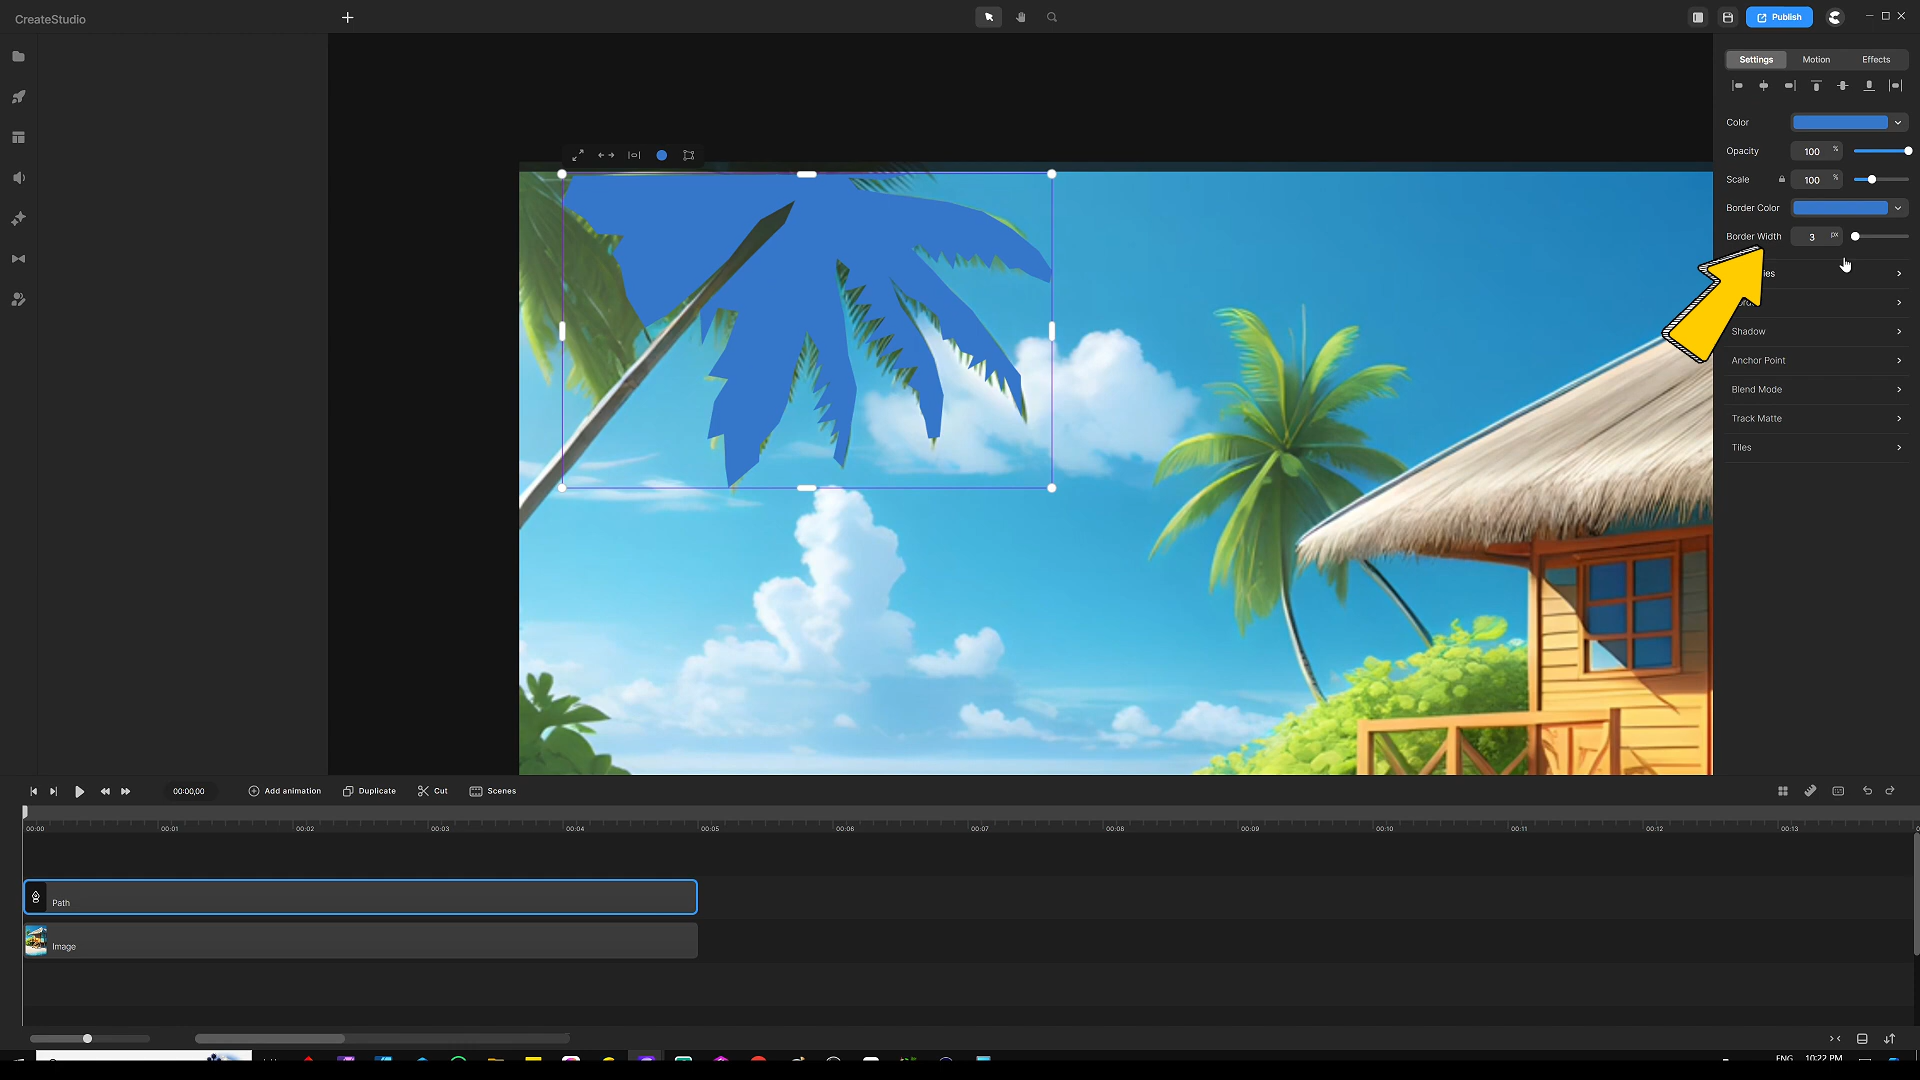 CreateStudio
Publish
Settings Motion Effects
Color
Opacity 100 %
Scale 100 %
Border Color
Border Width 3 px
Shadow
Anchor Point
Blend Mode
Track Matte
Tiles
00:00,00 Add animation Duplicate Cut Scenes
00:00 00:01 00:02 00:03 00:04 00:05 00:06 00:07 00:08 00:09 00:10 00:11 00:12 00:13
Path
Image
ENG 10:22 PM